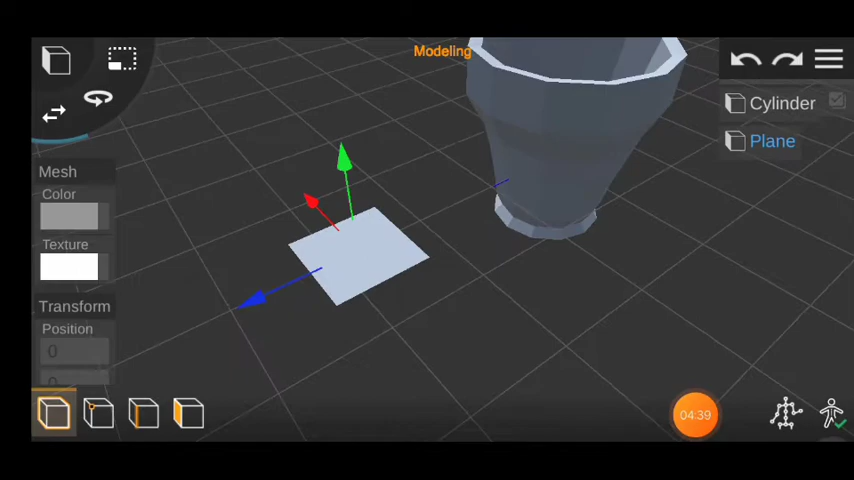 Modeling
Cylinder
Plane
Mesh
Color
Texture
Transform
Position
0
04:39